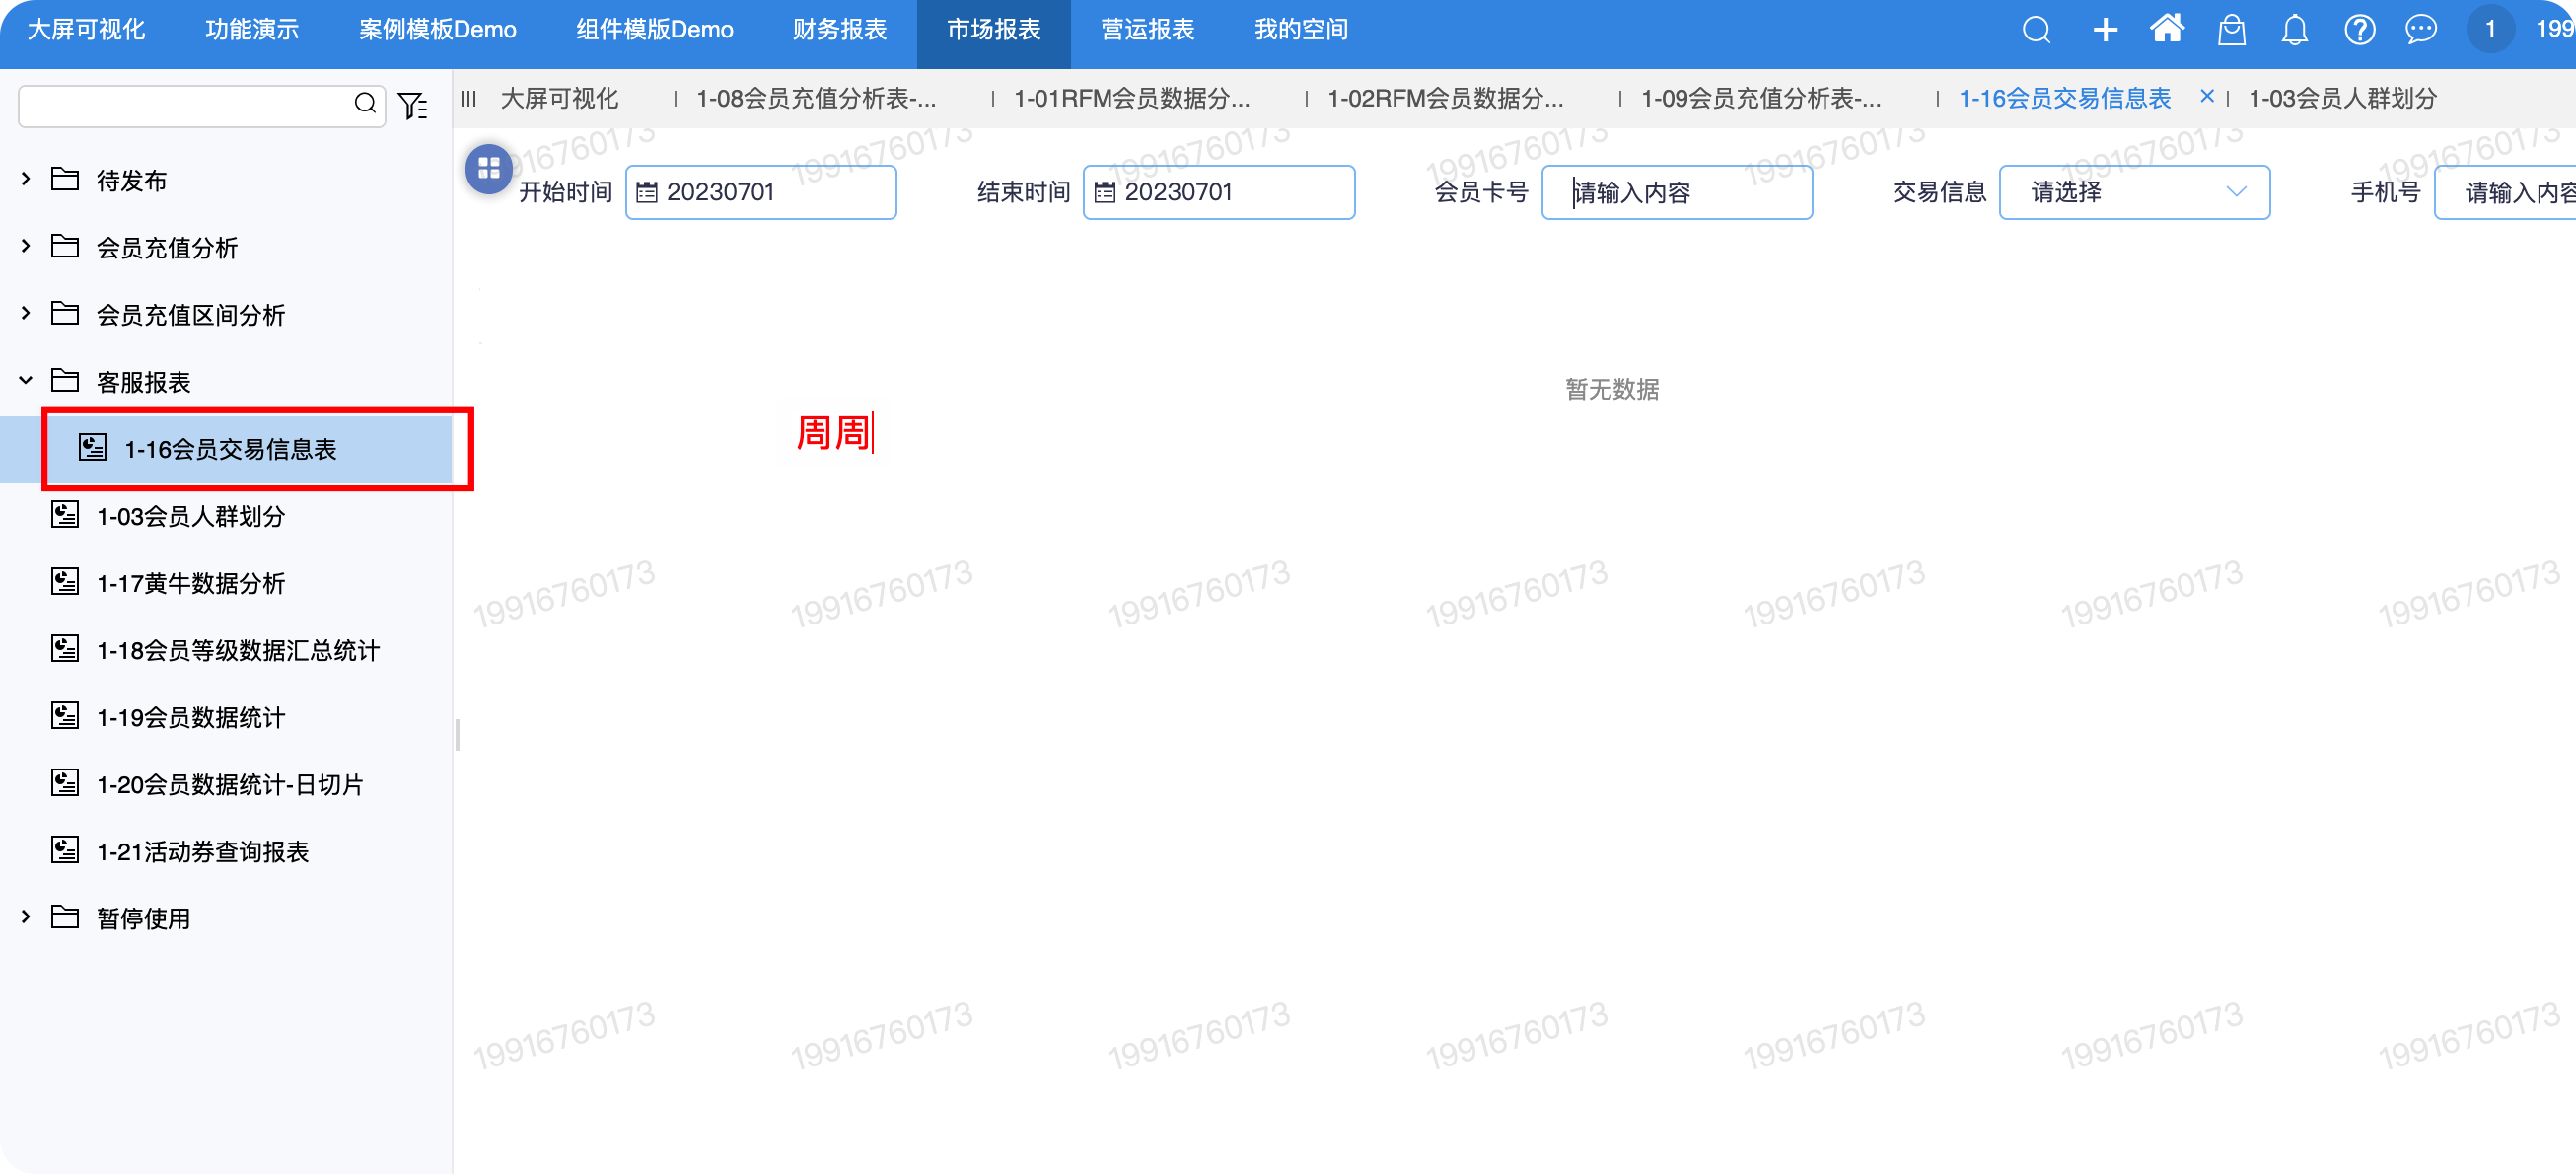 大屏可视化 功能演示 案例模板Demo 组件模版Demo 财务报表 市场报表 营运报表 我的空间 1 199
大屏可视化 1-08会员充值分析表-... 1-01RFM会员数据分... 1-02RFM会员数据分... 1-09会员充值分析表-... 1-16会员交易信息表 × 1-03会员人群划分
开始时间 20230701 结束时间 20230701 会员卡号 请输入内容 交易信息 请选择 手机号 请输入内容
待发布
会员充值分析
会员充值区间分析
客服报表
1-16会员交易信息表
1-03会员人群划分
1-17黄牛数据分析
1-18会员等级数据汇总统计
1-19会员数据统计
1-20会员数据统计-日切片
1-21活动券查询报表
暂停使用
暂无数据
周周
19916760173 19916760173 19916760173 19916760173 19916760173 19916760173 19916760173
19916760173 19916760173 19916760173 19916760173 19916760173 19916760173 19916760173
19916760173 19916760173 19916760173 19916760173 19916760173 19916760173 19916760173